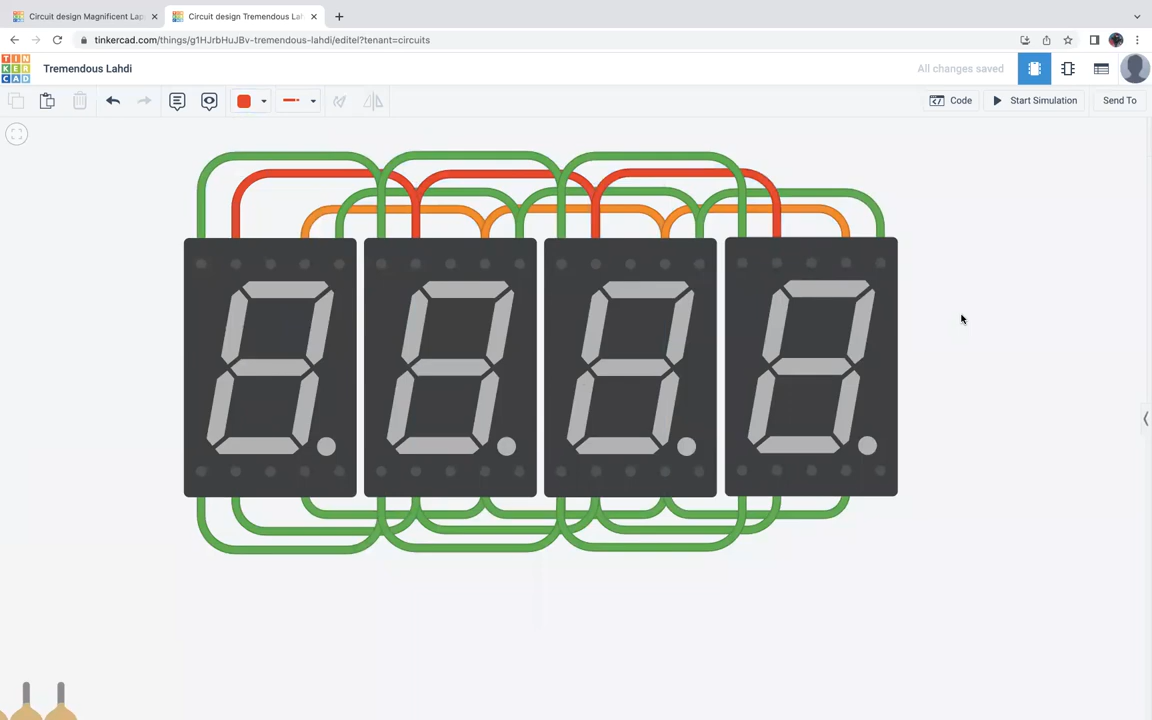 Circuit design Magnificent Lap
Circuit design Tremendous Lah
tinkercad.com/things/g1HJrbHuJBv-tremendous-lahdi/editel?tenant=circuits
TIN
KER
CAD
Tremendous Lahdi
All changes saved
Code
Start Simulation
Send To